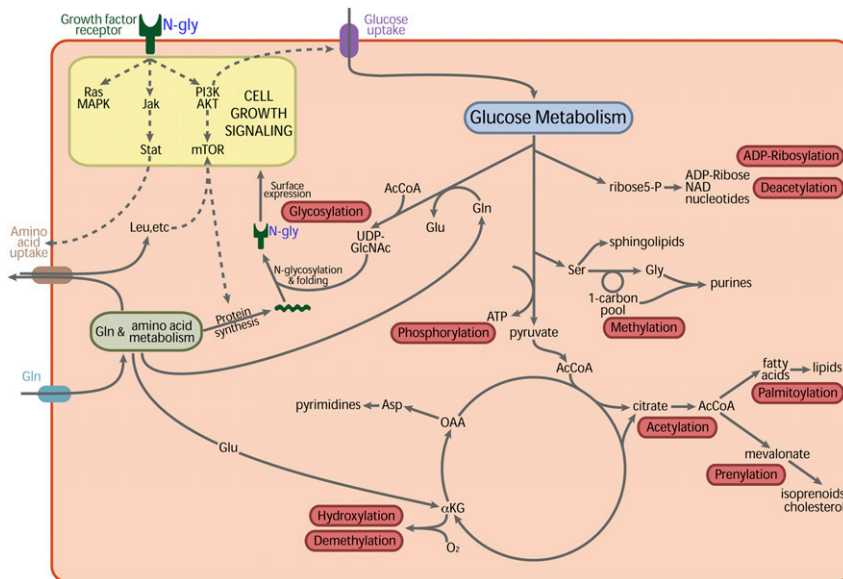 Growth factor
receptor
N-gly
Glucose
uptake
Ras
MAPK
Jak
PI3K
AKT
CELL
GROWTH
SIGNALING
Stat
mTOR
Glucose Metabolism
ADP-Ribosylation
ribose5-P
ADP-Ribose
NAD
nucleotides
Deacetylation
Surface
expression
Glycosylation
AcCoA
Glu
Gln
UDP-
GlcNAc
N-gly
Leu,etc
Amino
acid
uptake
N-glycosylation
& folding
Protein
synthesis
Gln & amino acid
metabolism
Gln
sphingolipids
Ser
Gly
purines
1-carbon
pool
Methylation
ATP
Phosphorylation
pyruvate
AcCoA
fatty
acids
lipids
Palmitoylation
citrate
AcCoA
Acetylation
pyrimidines
Asp
OAA
mevalonate
Prenylation
isoprenoids
cholesterol
Glu
αKG
Hydroxylation
Demethylation
O2